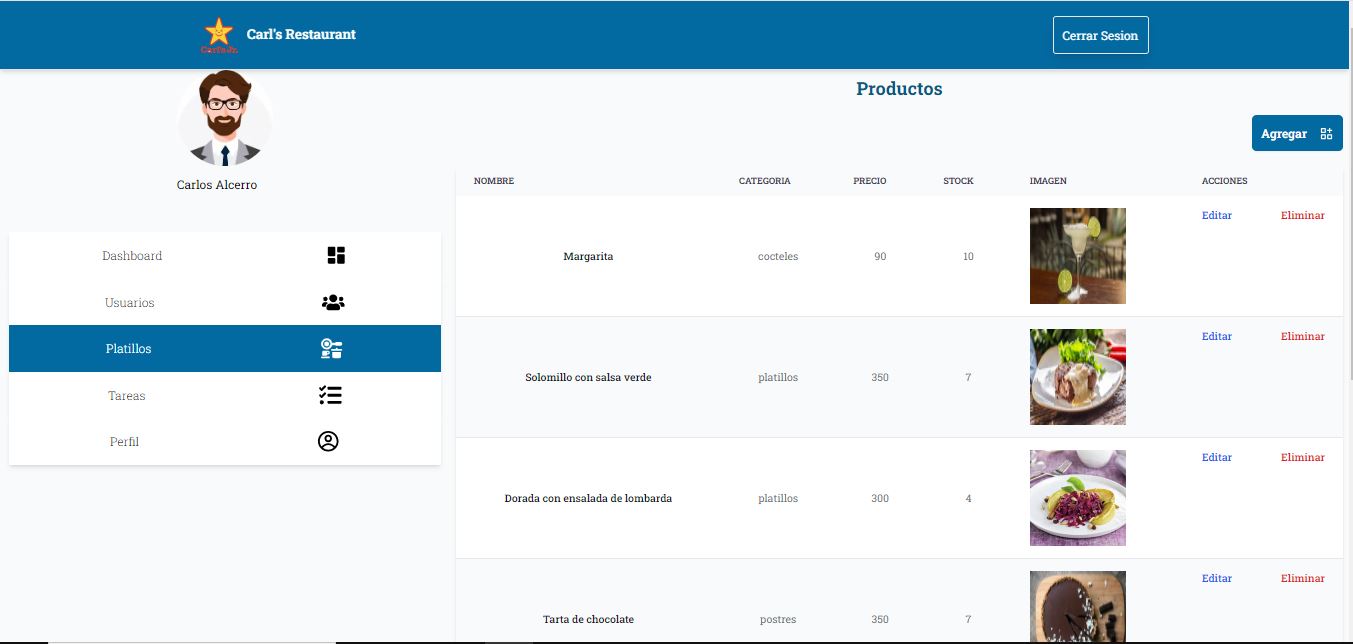 Carl's Jr.
Carl's Restaurant
Cerrar Sesion
Carlos Alcerro
Dashboard
Usuarios
Platillos
Tareas
Perfil
Productos
Agregar
NOMBRE CATEGORIA PRECIO STOCK IMAGEN ACCIONES
Margarita cocteles 90 10 Editar Eliminar
Solomillo con salsa verde platillos 350 7 Editar Eliminar
Dorada con ensalada de lombarda platillos 300 4 Editar Eliminar
Tarta de chocolate postres 350 7 Editar Eliminar